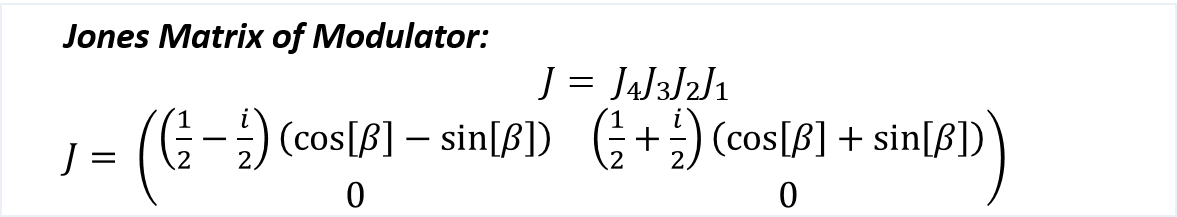 Jones Matrix of Modulator:
J = J₄J₃J₂J₁
J = ( (1/2 − i/2) (cos[β] − sin[β]) (1/2 + i/2) (cos[β] + sin[β])
0 0 )